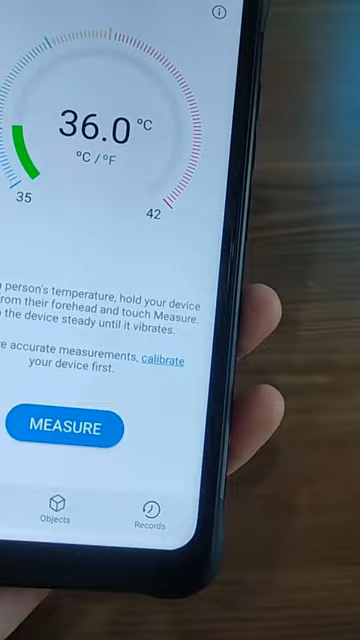 36.0 °C
°C / °F
35
42
person's temperature, hold your device
from their forehead and touch Measure.
the device steady until it vibrates.
accurate measurements, calibrate
your device first.
MEASURE
Objects
Records